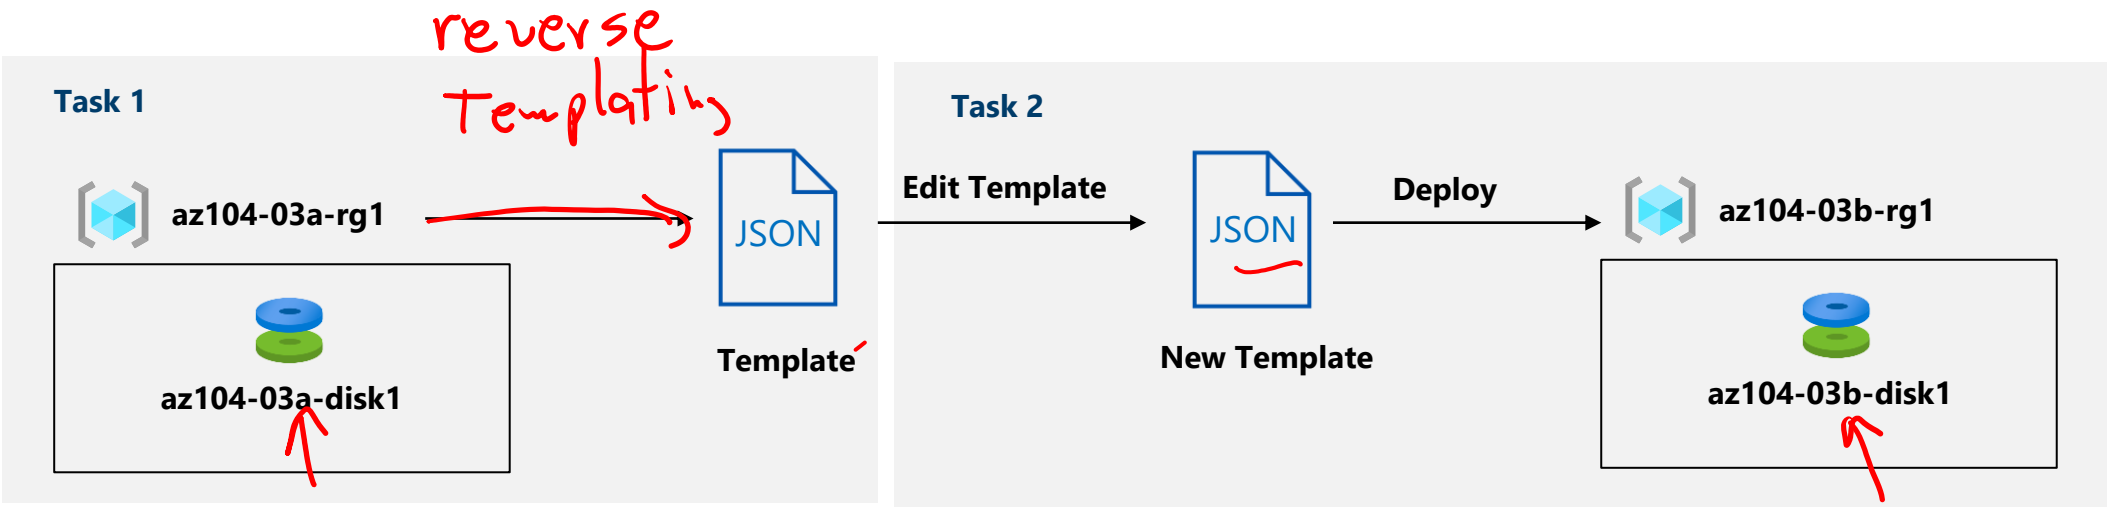 reverse
Templating
Task 1
az104-03a-rg1
JSON
Template
az104-03a-disk1
Task 2
Edit Template
JSON
New Template
Deploy
az104-03b-rg1
az104-03b-disk1